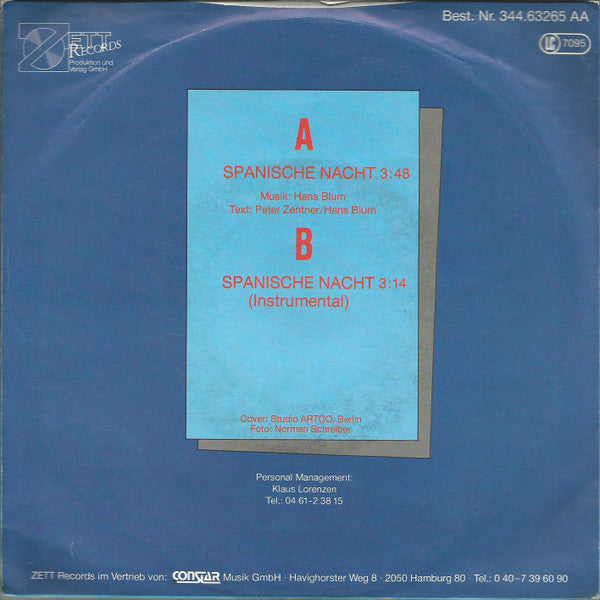 ZETT
RECORDS
Produktion und
Verlag GmbH
Best. Nr. 344.63265 AA
LC 7095
A
SPANISCHE NACHT 3:48
Musik: Hans Blum
Text: Peter Zentner/Hans Blum
B
SPANISCHE NACHT 3:14
(Instrumental)
Cover: Studio ARTCO, Berlin
Foto: Norman Schreiber
Personal Management:
Klaus Lorenzen
Tel.: 04 61-2 38 15
ZETT Records im Vertrieb von: CONSTAR Musik GmbH · Havighorster Weg 8 · 2050 Hamburg 80 · Tel.: 0 40–7 39 60 90